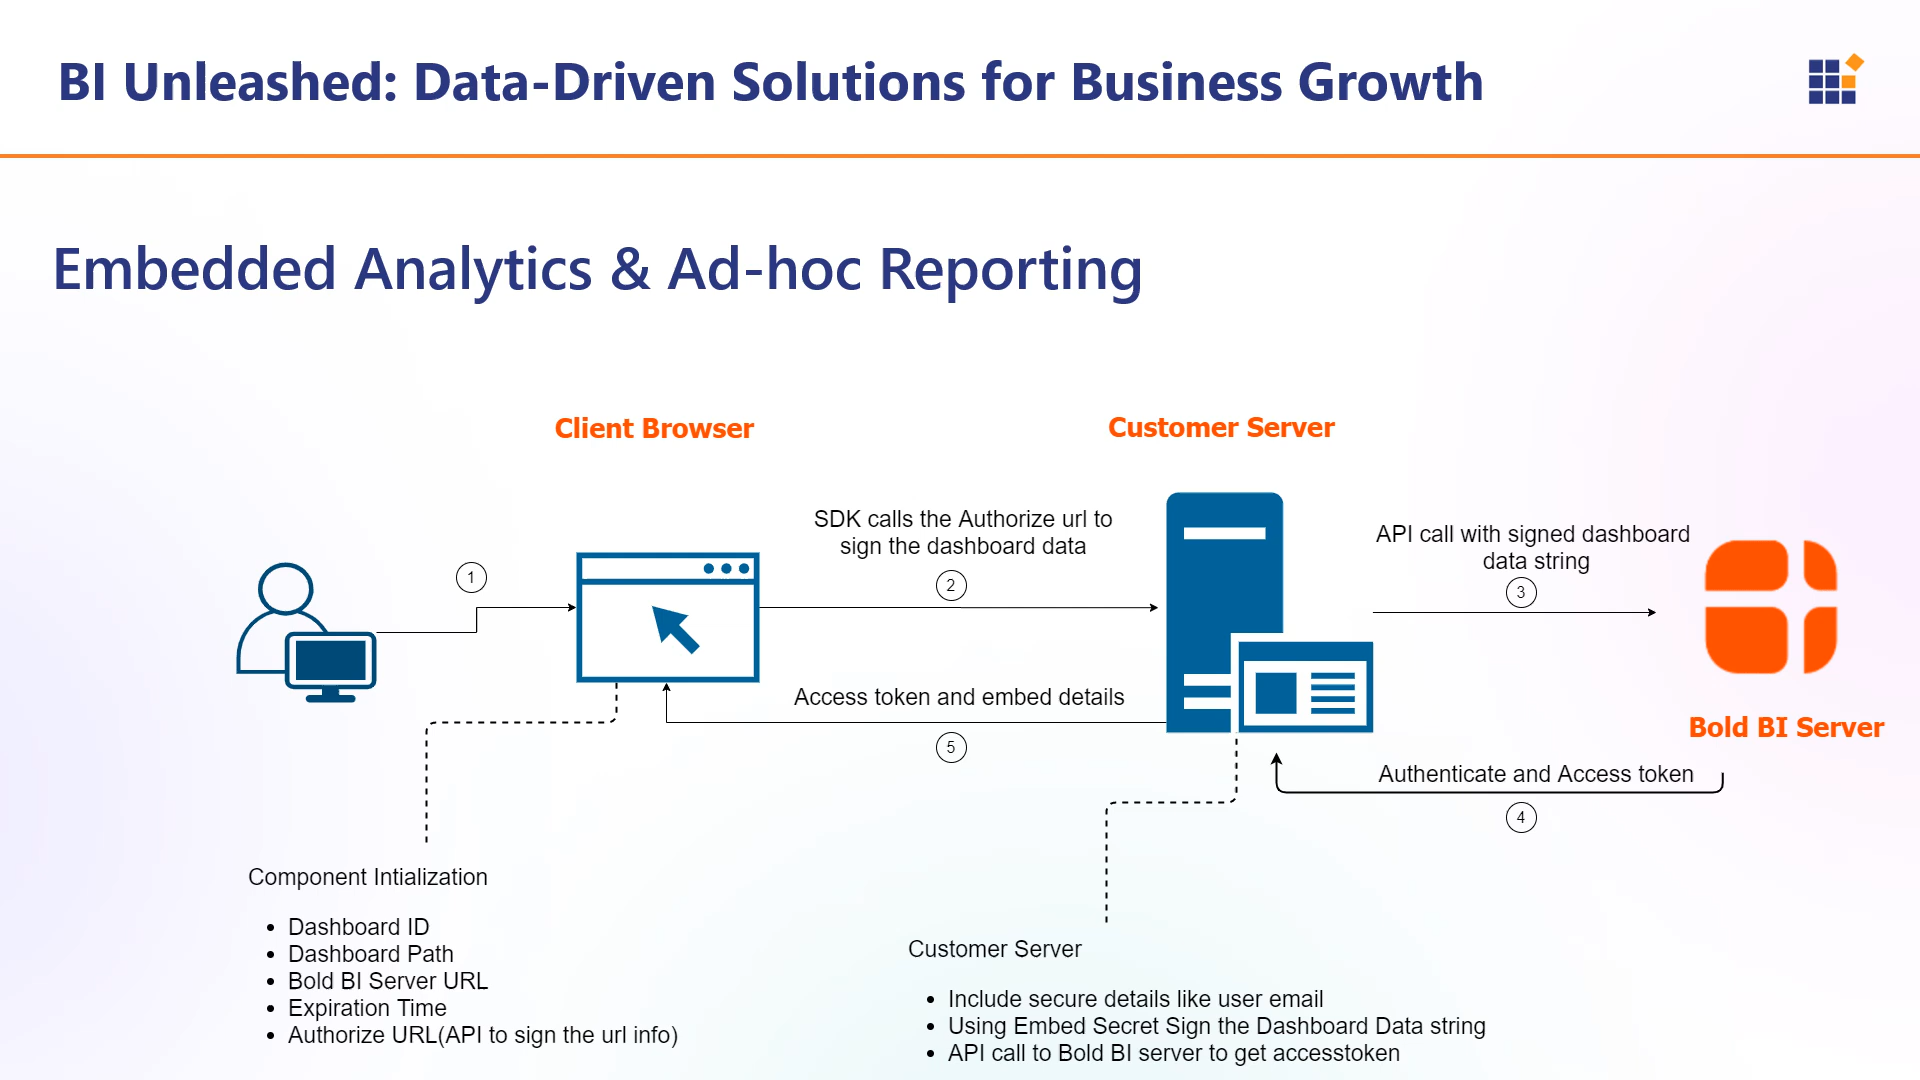 BI Unleashed: Data-Driven Solutions for Business Growth
Embedded Analytics & Ad-hoc Reporting
Client Browser
Customer Server
SDK calls the Authorize url to
sign the dashboard data
API call with signed dashboard
data string
1
2
3
Access token and embed details
5
Bold BI Server
Authenticate and Access token
4
Component Intialization
• Dashboard ID
• Dashboard Path
• Bold BI Server URL
• Expiration Time
• Authorize URL(API to sign the url info)
Customer Server
• Include secure details like user email
• Using Embed Secret Sign the Dashboard Data string
• API call to Bold BI server to get accesstoken